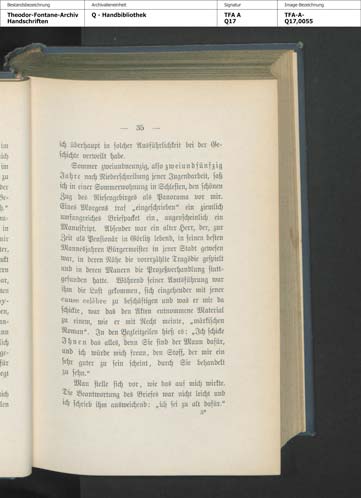 Bestandsbezeichnung
Archivalieneinheit
Signatur
Image Bezeichnung
Theodor-Fontane-Archiv
Handschriften
Q - Handbibliothek
TFA A
Q17
TFA-A-
Q17,0055
— 35 —
ich überhaupt in solcher Ausführlichkeit bei der Ge-
schichte verweilt habe.
Sommer zweiundneunzig, also zweiundfünfzig
Jahre nach Niederschreibung jener Jugendarbeit, saß
ich in einer Sommerwohnung in Schlesien, den schönen
Zug des Riesengebirges als Panorama vor mir.
Eines Morgens traf „eingeschrieben“ ein ziemlich
umfangreiches Briefpaket ein, augenscheinlich ein
Manuskript. Absender war ein alter Herr, der, zur
Zeit als Pensionär in Görlitz lebend, in seinen besten
Mannesjahren Bürgermeister in jener Stadt gewesen
war, in deren Nähe die vorerzählte Tragödie gespielt
und in deren Mauern die Prozeßverhandlung statt-
gefunden hatte. Während seiner Amtsführung war
ihm die Lust gekommen, sich eingehender mit jener
cause célèbre zu beschäftigen und was er mir da
schickte, war das den Akten entnommene Material
zu einem, wie er mit Recht meinte, „märkischen
Roman“. In den Begleitzeilen hieß es: „Ich schicke
Ihnen das alles, denn Sie sind der Mann dafür,
und ich würde mich freun, den Stoff, der mir ein
sehr guter zu sein scheint, durch Sie behandelt
zu sehn.“
Man stelle sich vor, wie das auf mich wirkte.
Die Beantwortung des Briefes war nicht leicht und
ich schrieb ihm ausweichend: „ich sei zu alt dafür.“
3*